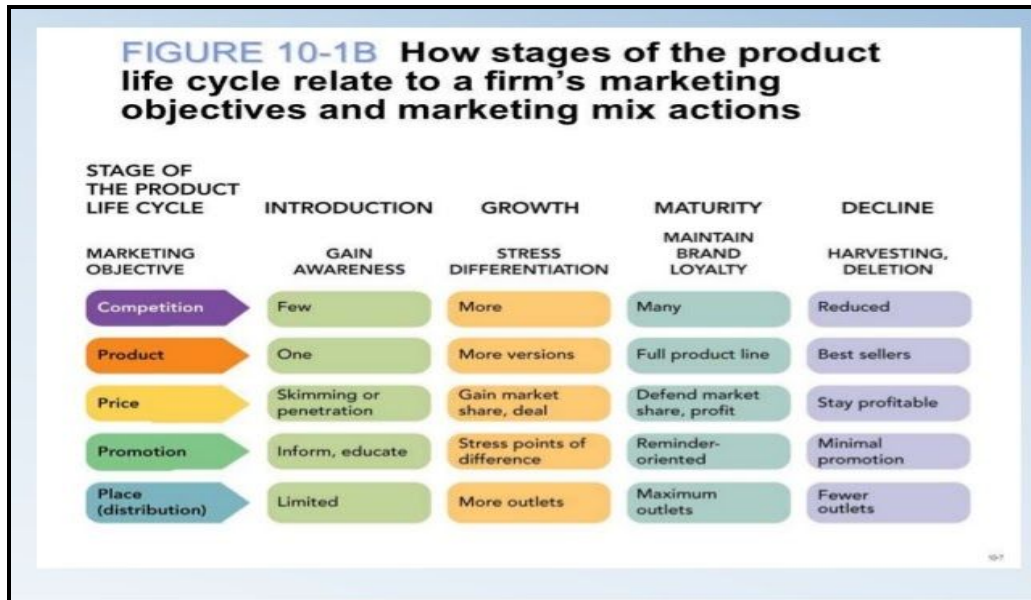 FIGURE 10-1B How stages of the product
life cycle relate to a firm's marketing
objectives and marketing mix actions
STAGE OF
THE PRODUCT
LIFE CYCLE INTRODUCTION GROWTH MATURITY DECLINE
MARKETING
OBJECTIVE
GAIN
AWARENESS
STRESS
DIFFERENTIATION
MAINTAIN
BRAND
LOYALTY
HARVESTING,
DELETION
Competition Few More Many Reduced
Product One More versions Full product line Best sellers
Price
Skimming or
penetration
Gain market
share, deal
Defend market
share, profit
Stay profitable
Promotion
Inform, educate
Stress points of
difference
Reminder-
oriented
Minimal
promotion
Place
(distribution)
Limited
More outlets
Maximum
outlets
Fewer
outlets
10-7